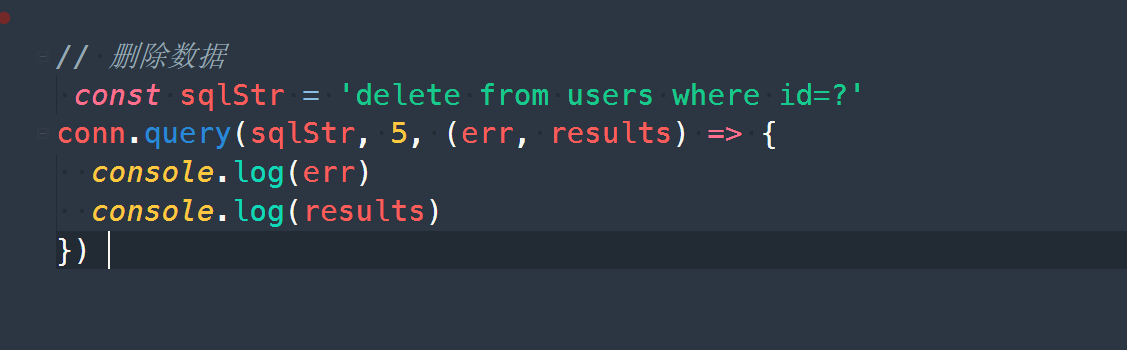 // 删除数据
const sqlStr = 'delete from users where id=?'
conn.query(sqlStr, 5, (err, results) => {
  console.log(err)
  console.log(results)
})